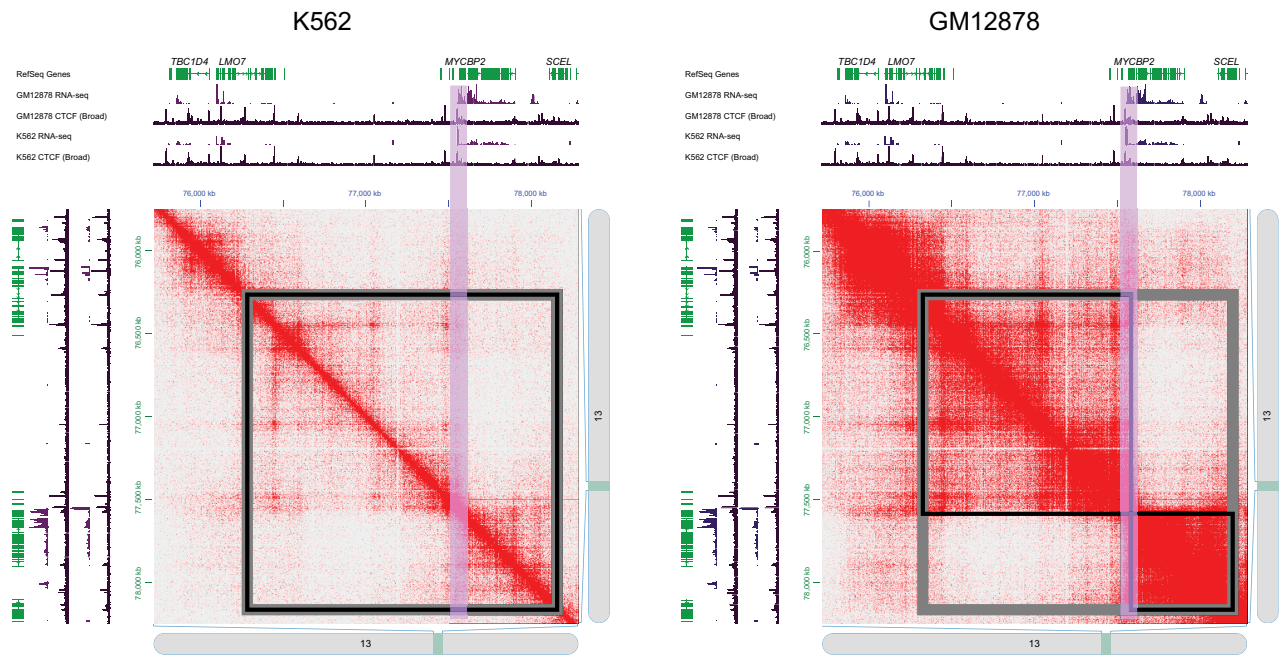 K562
GM12878
TBC1D4 LMO7 MYCBP2 SCEL
RefSeq Genes
GM12878 RNA-seq
GM12878 CTCF (Broad)
K562 RNA-seq
K562 CTCF (Broad)
76,000 kb 77,000 kb 78,000 kb
76,000 kb
76,500 kb
77,000 kb
77,500 kb
78,000 kb
13
13
TBC1D4 LMO7 MYCBP2 SCEL
RefSeq Genes
GM12878 RNA-seq
GM12878 CTCF (Broad)
K562 RNA-seq
K562 CTCF (Broad)
76,000 kb 77,000 kb 78,000 kb
76,000 kb
76,500 kb
77,000 kb
77,500 kb
78,000 kb
13
13